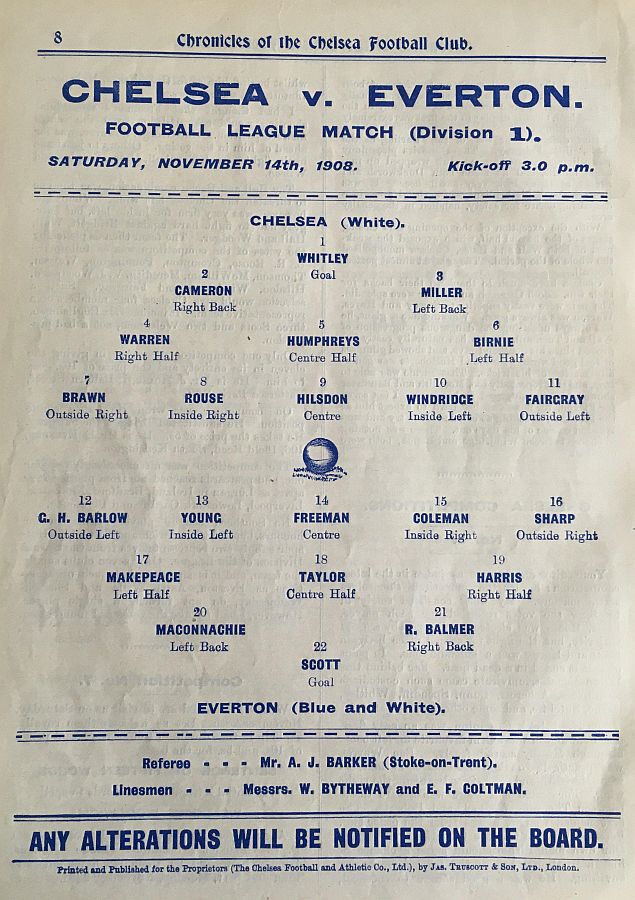 8 Chronicles of the Chelsea Football Club.
CHELSEA v. EVERTON.
FOOTBALL LEAGUE MATCH (Division 1).
SATURDAY, NOVEMBER 14th, 1908. Kick-off 3.0 p.m.
CHELSEA (White).
1
WHITLEY
Goal
2 3
CAMERON MILLER
Right Back Left Back
4 5 6
WARREN HUMPHREYS BIRNIE
Right Half Centre Half Left Half
7 8 9 10 11
BRAWN ROUSE HILSDON WINDRIDGE FAIRGRAY
Outside Right Inside Right Centre Inside Left Outside Left
12 13 14 15 16
G. H. BARLOW YOUNG FREEMAN COLEMAN SHARP
Outside Left Inside Left Centre Inside Right Outside Right
17 18 19
MAKEPEACE TAYLOR HARRIS
Left Half Centre Half Right Half
20 21
MACONNACHIE R. BALMER
Left Back Right Back
22
SCOTT
Goal
EVERTON (Blue and White).
Referee - - - Mr. A. J. BARKER (Stoke-on-Trent).
Linesmen - - - Messrs. W. BYTHEWAY and E. F. COLTMAN.
ANY ALTERATIONS WILL BE NOTIFIED ON THE BOARD.
Printed and Published for the Proprietors (The Chelsea Football and Athletic Co., Ltd.), by JAS. TRUSCOTT & SON, LTD., London.